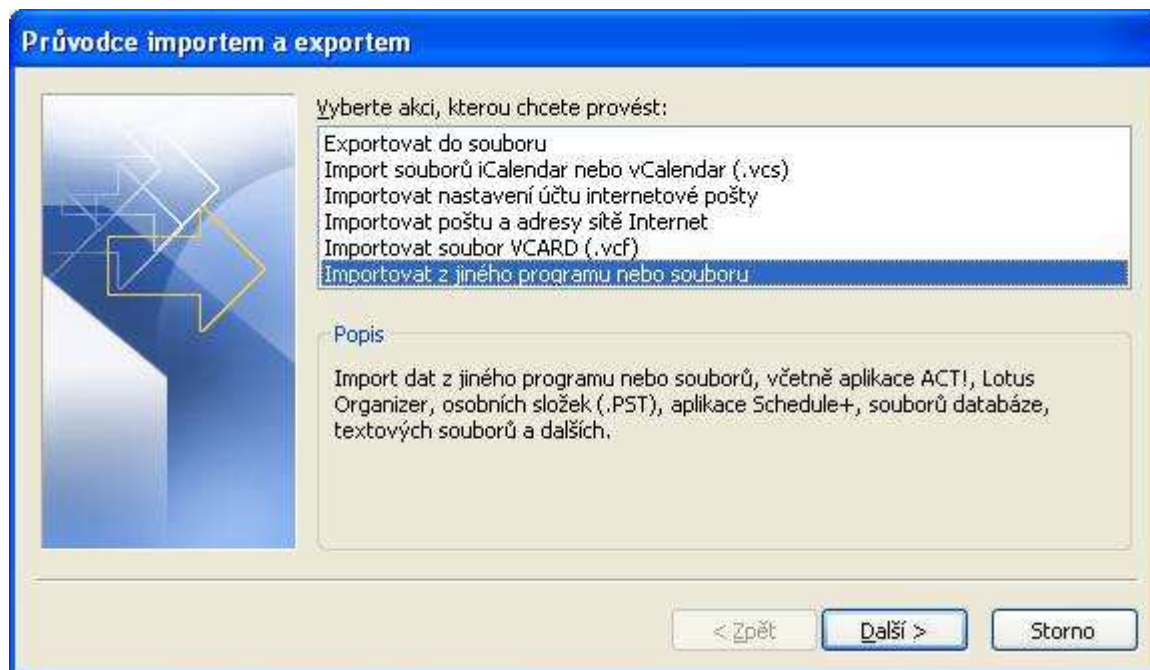 Průvodce importem a exportem
Vyberte akci, kterou chcete provést:
Exportovat do souboru
Import souborů iCalendar nebo vCalendar (.vcs)
Importovat nastavení účtu internetové pošty
Importovat poštu a adresy sítě Internet
Importovat soubor VCARD (.vcf)
Importovat z jiného programu nebo souboru
Popis
Import dat z jiného programu nebo souborů, včetně aplikace ACT!, Lotus
Organizer, osobních složek (.PST), aplikace Schedule+, souborů databáze,
textových souborů a dalších.
< Zpět Další > Storno